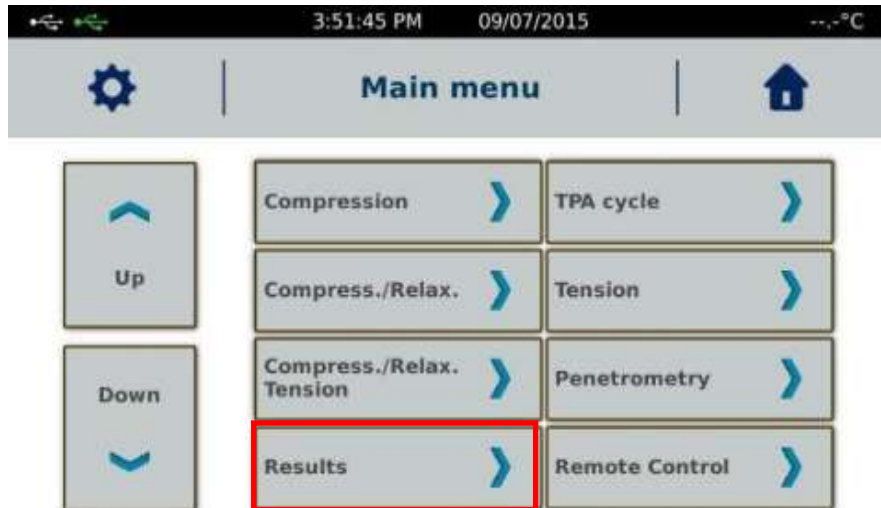 3:51:45 PM 09/07/2015 --.-°C
Main menu
Up
Down
Compression
TPA cycle
Compress./Relax.
Tension
Compress./Relax.
Tension
Penetrometry
Results
Remote Control